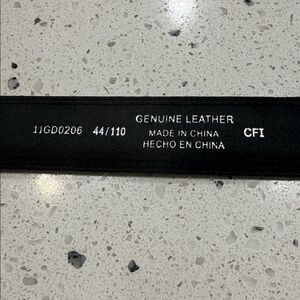 GENUINE LEATHER
11GD0206 44/110 MADE IN CHINA CFI
HECHO EN CHINA